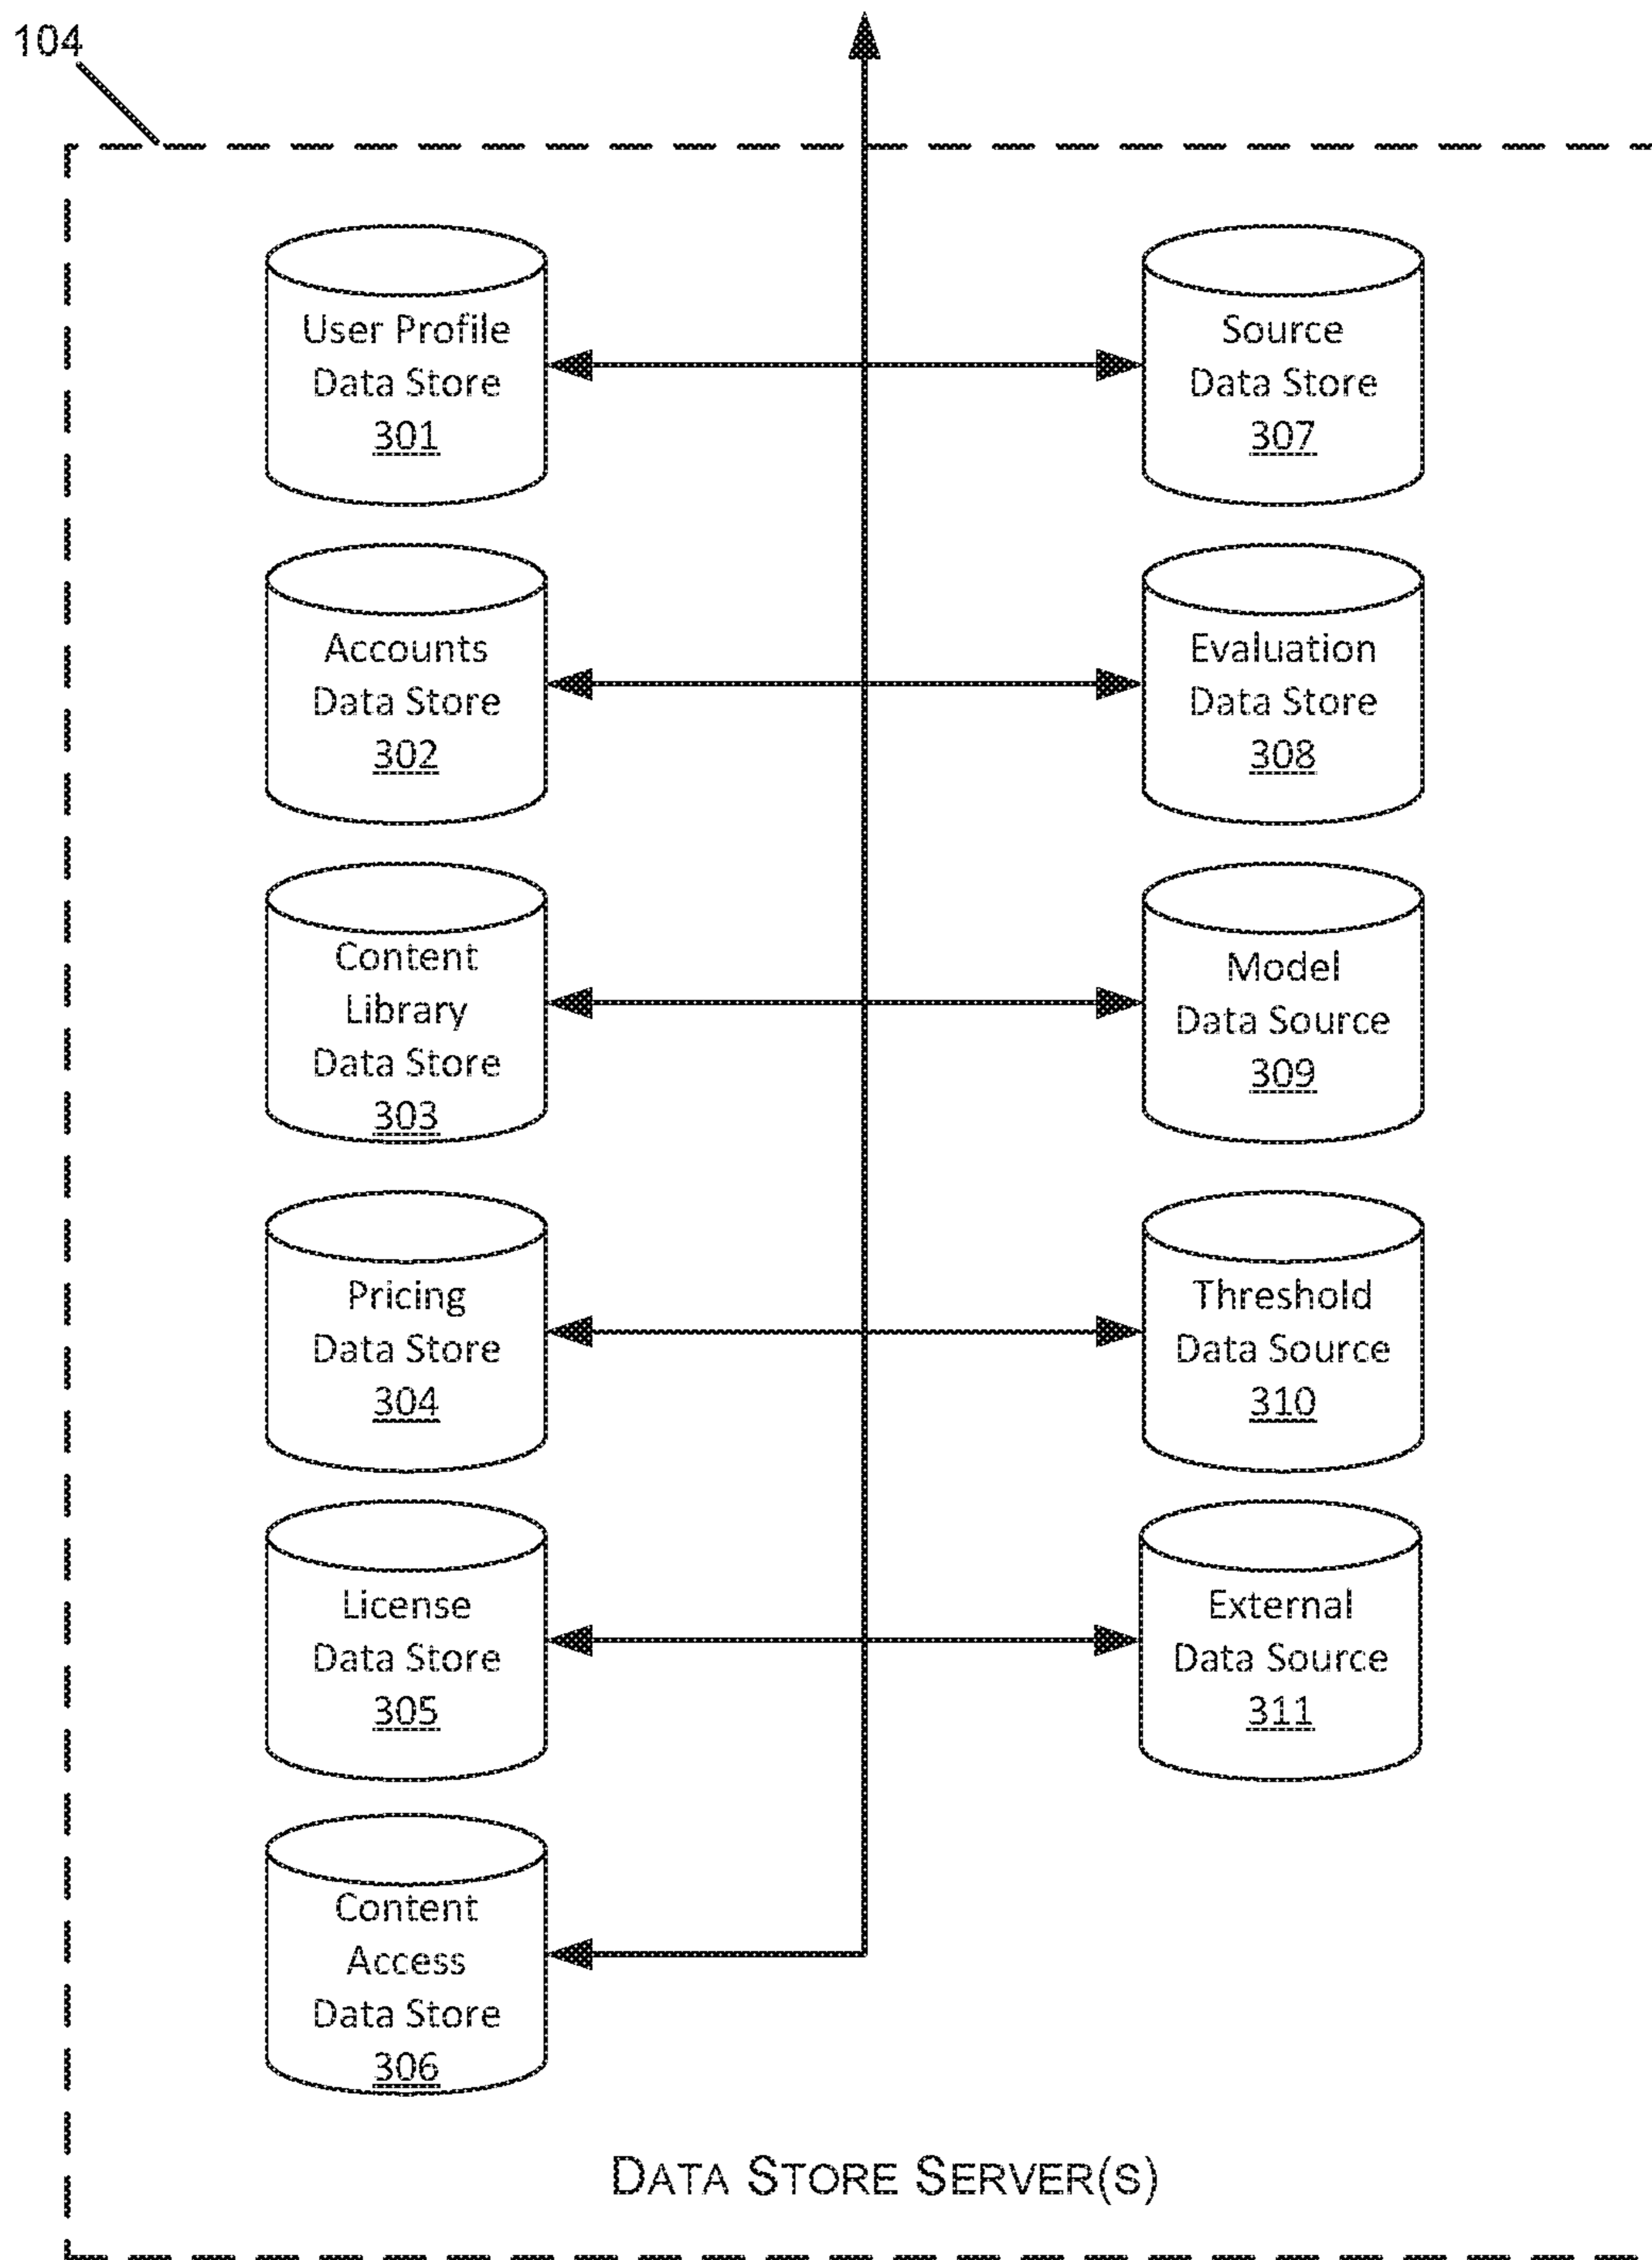 104
User Profile
Data Store
301
Source
Data Store
307
Accounts
Data Store
302
Evaluation
Data Store
308
Content
Library
Data Store
303
Model
Data Source
309
Pricing
Data Store
304
Threshold
Data Source
310
License
Data Store
305
External
Data Source
311
Content
Access
Data Store
306
DATA STORE SERVER(S)